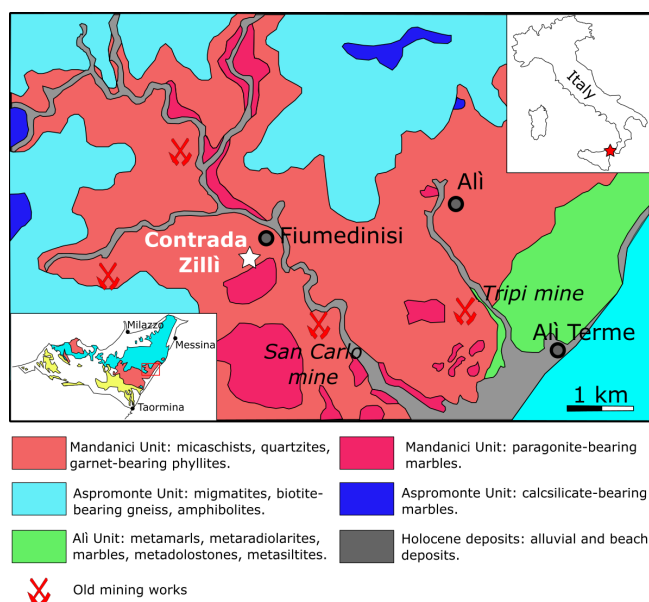 Italy
Alì
Contrada
Zillì
Fiumedinisi
Tripi mine
San Carlo
mine
Alì Terme
Milazzo
Messina
Taormina
1 km
Mandanici Unit: micaschists, quartzites,
garnet-bearing phyllites.
Mandanici Unit: paragonite-bearing
marbles.
Aspromonte Unit: migmatites, biotite-
bearing gneiss, amphibolites.
Aspromonte Unit: calcsilicate-bearing
marbles.
Alì Unit: metamarls, metaradiolarites,
marbles, metadolostones, metasiltites.
Holocene deposits: alluvial and beach
deposits.
Old mining works